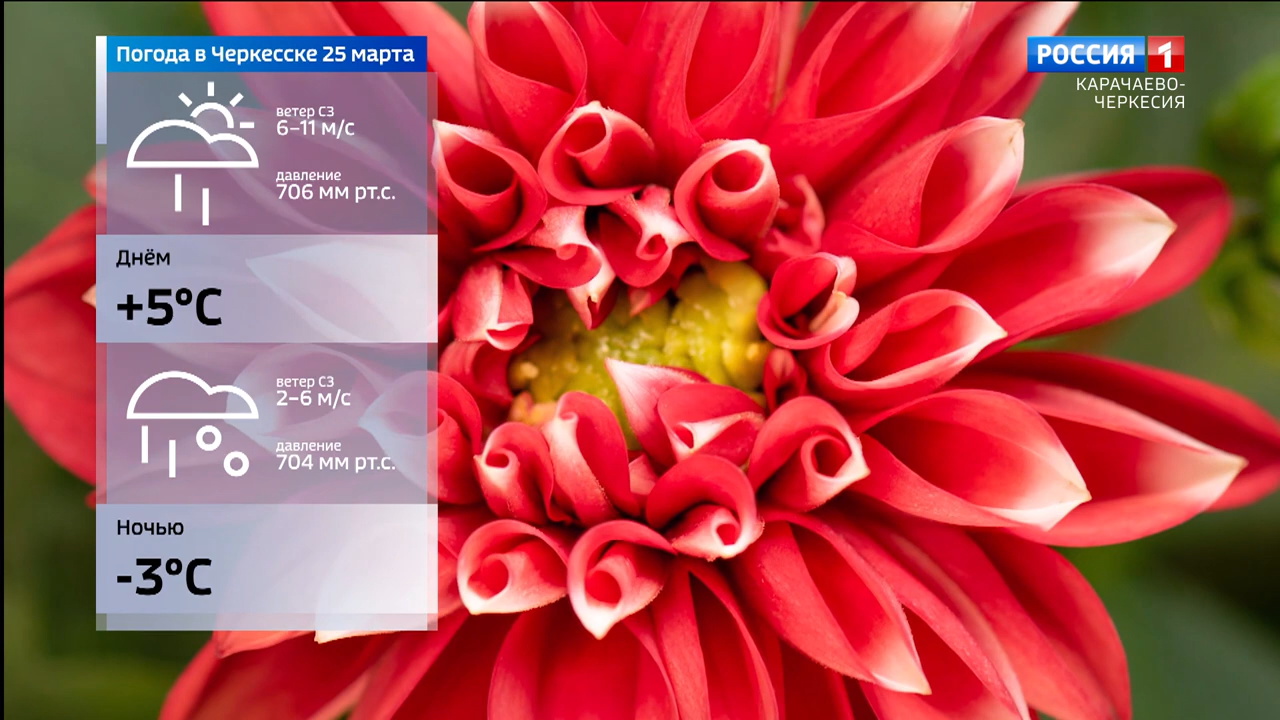 Погода в Черкесске 25 марта
ветер СЗ
6–11 м/с
давление
706 мм рт.с.
Днём
+5°C
ветер СЗ
2–6 м/с
давление
704 мм рт.с.
Ночью
-3°C
РОССИЯ 1
КАРАЧАЕВО-
ЧЕРКЕСИЯ